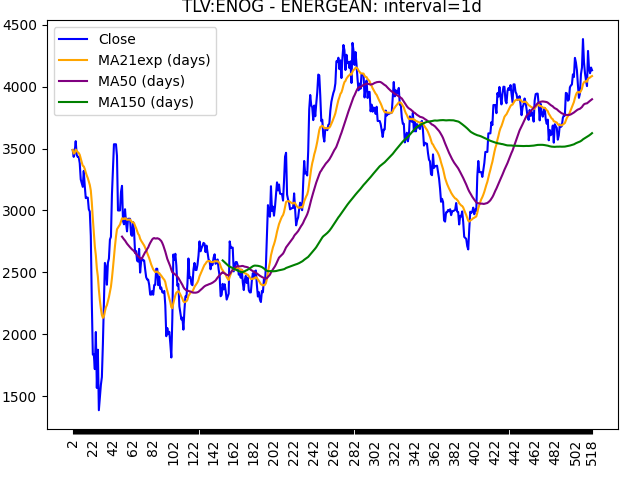 TLV:ENOG - ENERGEAN: interval=1d
Close
MA21exp (days)
MA50 (days)
MA150 (days)
4500
4000
3500
3000
2500
2000
1500
2 22 42 62 82 102 122 142 162 182 202 222 242 262 282 302 322 342 362 382 402 422 442 462 482 502 518